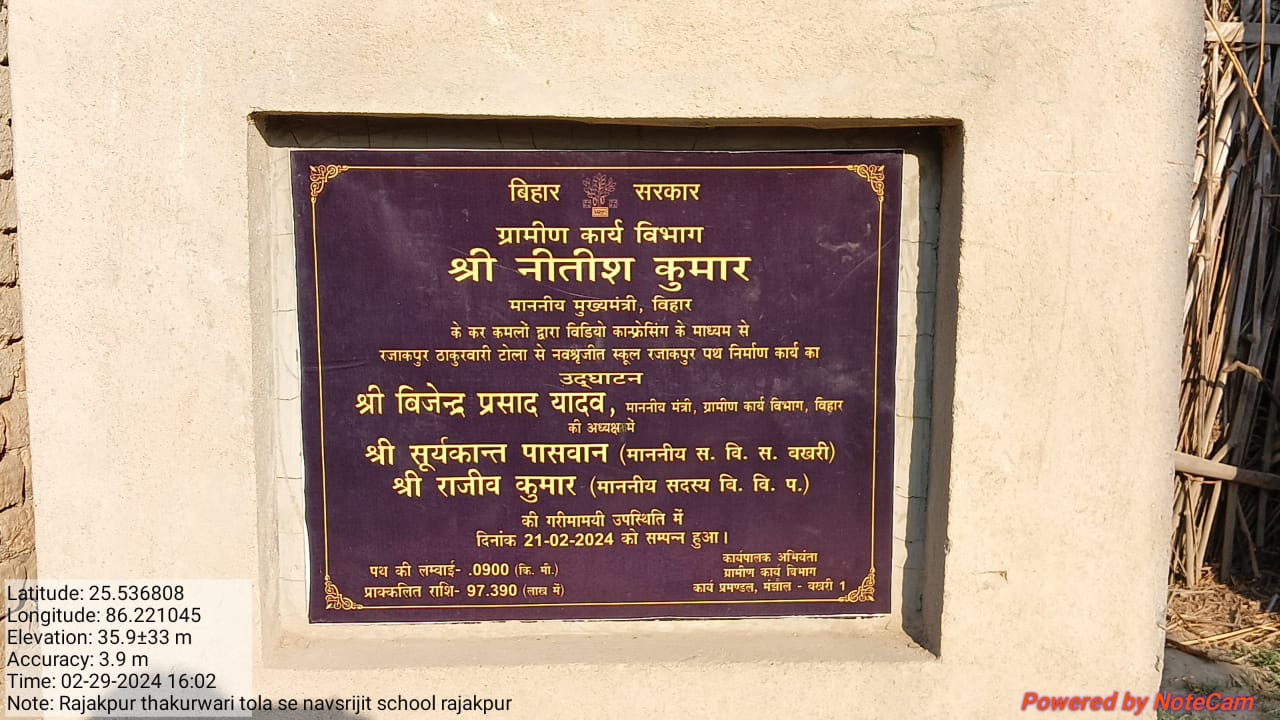 बिहार सरकार
ग्रामीण कार्य विभाग
श्री नीतीश कुमार
माननीय मुख्यमंत्री, विहार
के कर कमलों द्वारा विडियो कान्फ्रेसिंग के माध्यम से
रजाकपुर ठाकुरवारी टोला से नवश्रृजीत स्कूल रजाकपुर पथ निर्माण कार्य का
उद्घाटन
श्री विजेन्द्र प्रसाद यादव, माननीय मंत्री, ग्रामीण कार्य विभाग, विहार
की अध्यक्ष में
श्री सूर्यकान्त पासवान (माननीय स. वि. स. वखरी)
श्री राजीव कुमार (माननीय सदस्य वि. वि. प.)
की गरीमामयी उपस्थिति में
दिनांक 21-02-2024 को सम्पन्न हुआ।
पथ की लम्वाई- .0900 (कि. मी.)
प्राक्कलित राशि- 97.390 (लाख में)
कार्यपालक अभियंता
ग्रामीण कार्य विभाग
कार्य प्रमण्डल, मंझौल - वखरी 1
Latitude: 25.536808
Longitude: 86.221045
Elevation: 35.9±33 m
Accuracy: 3.9 m
Time: 02-29-2024 16:02
Note: Rajakpur thakurwari tola se navsrijit school rajakpur
Powered by NoteCam